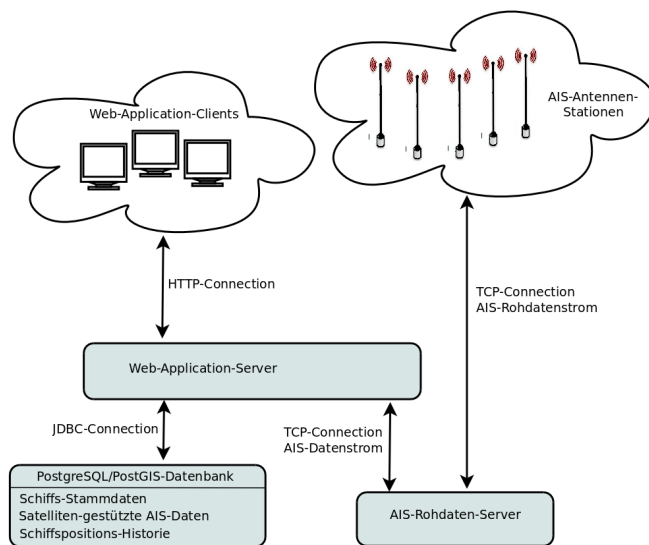 Web-Application-Clients
AIS-Antennen-
Stationen
HTTP-Connection
TCP-Connection
AIS-Rohdatenstrom
Web-Application-Server
JDBC-Connection
TCP-Connection
AIS-Datenstrom
PostgreSQL/PostGIS-Datenbank
Schiffs-Stammdaten
Satelliten-gestützte AIS-Daten
Schiffspositions-Historie
AIS-Rohdaten-Server